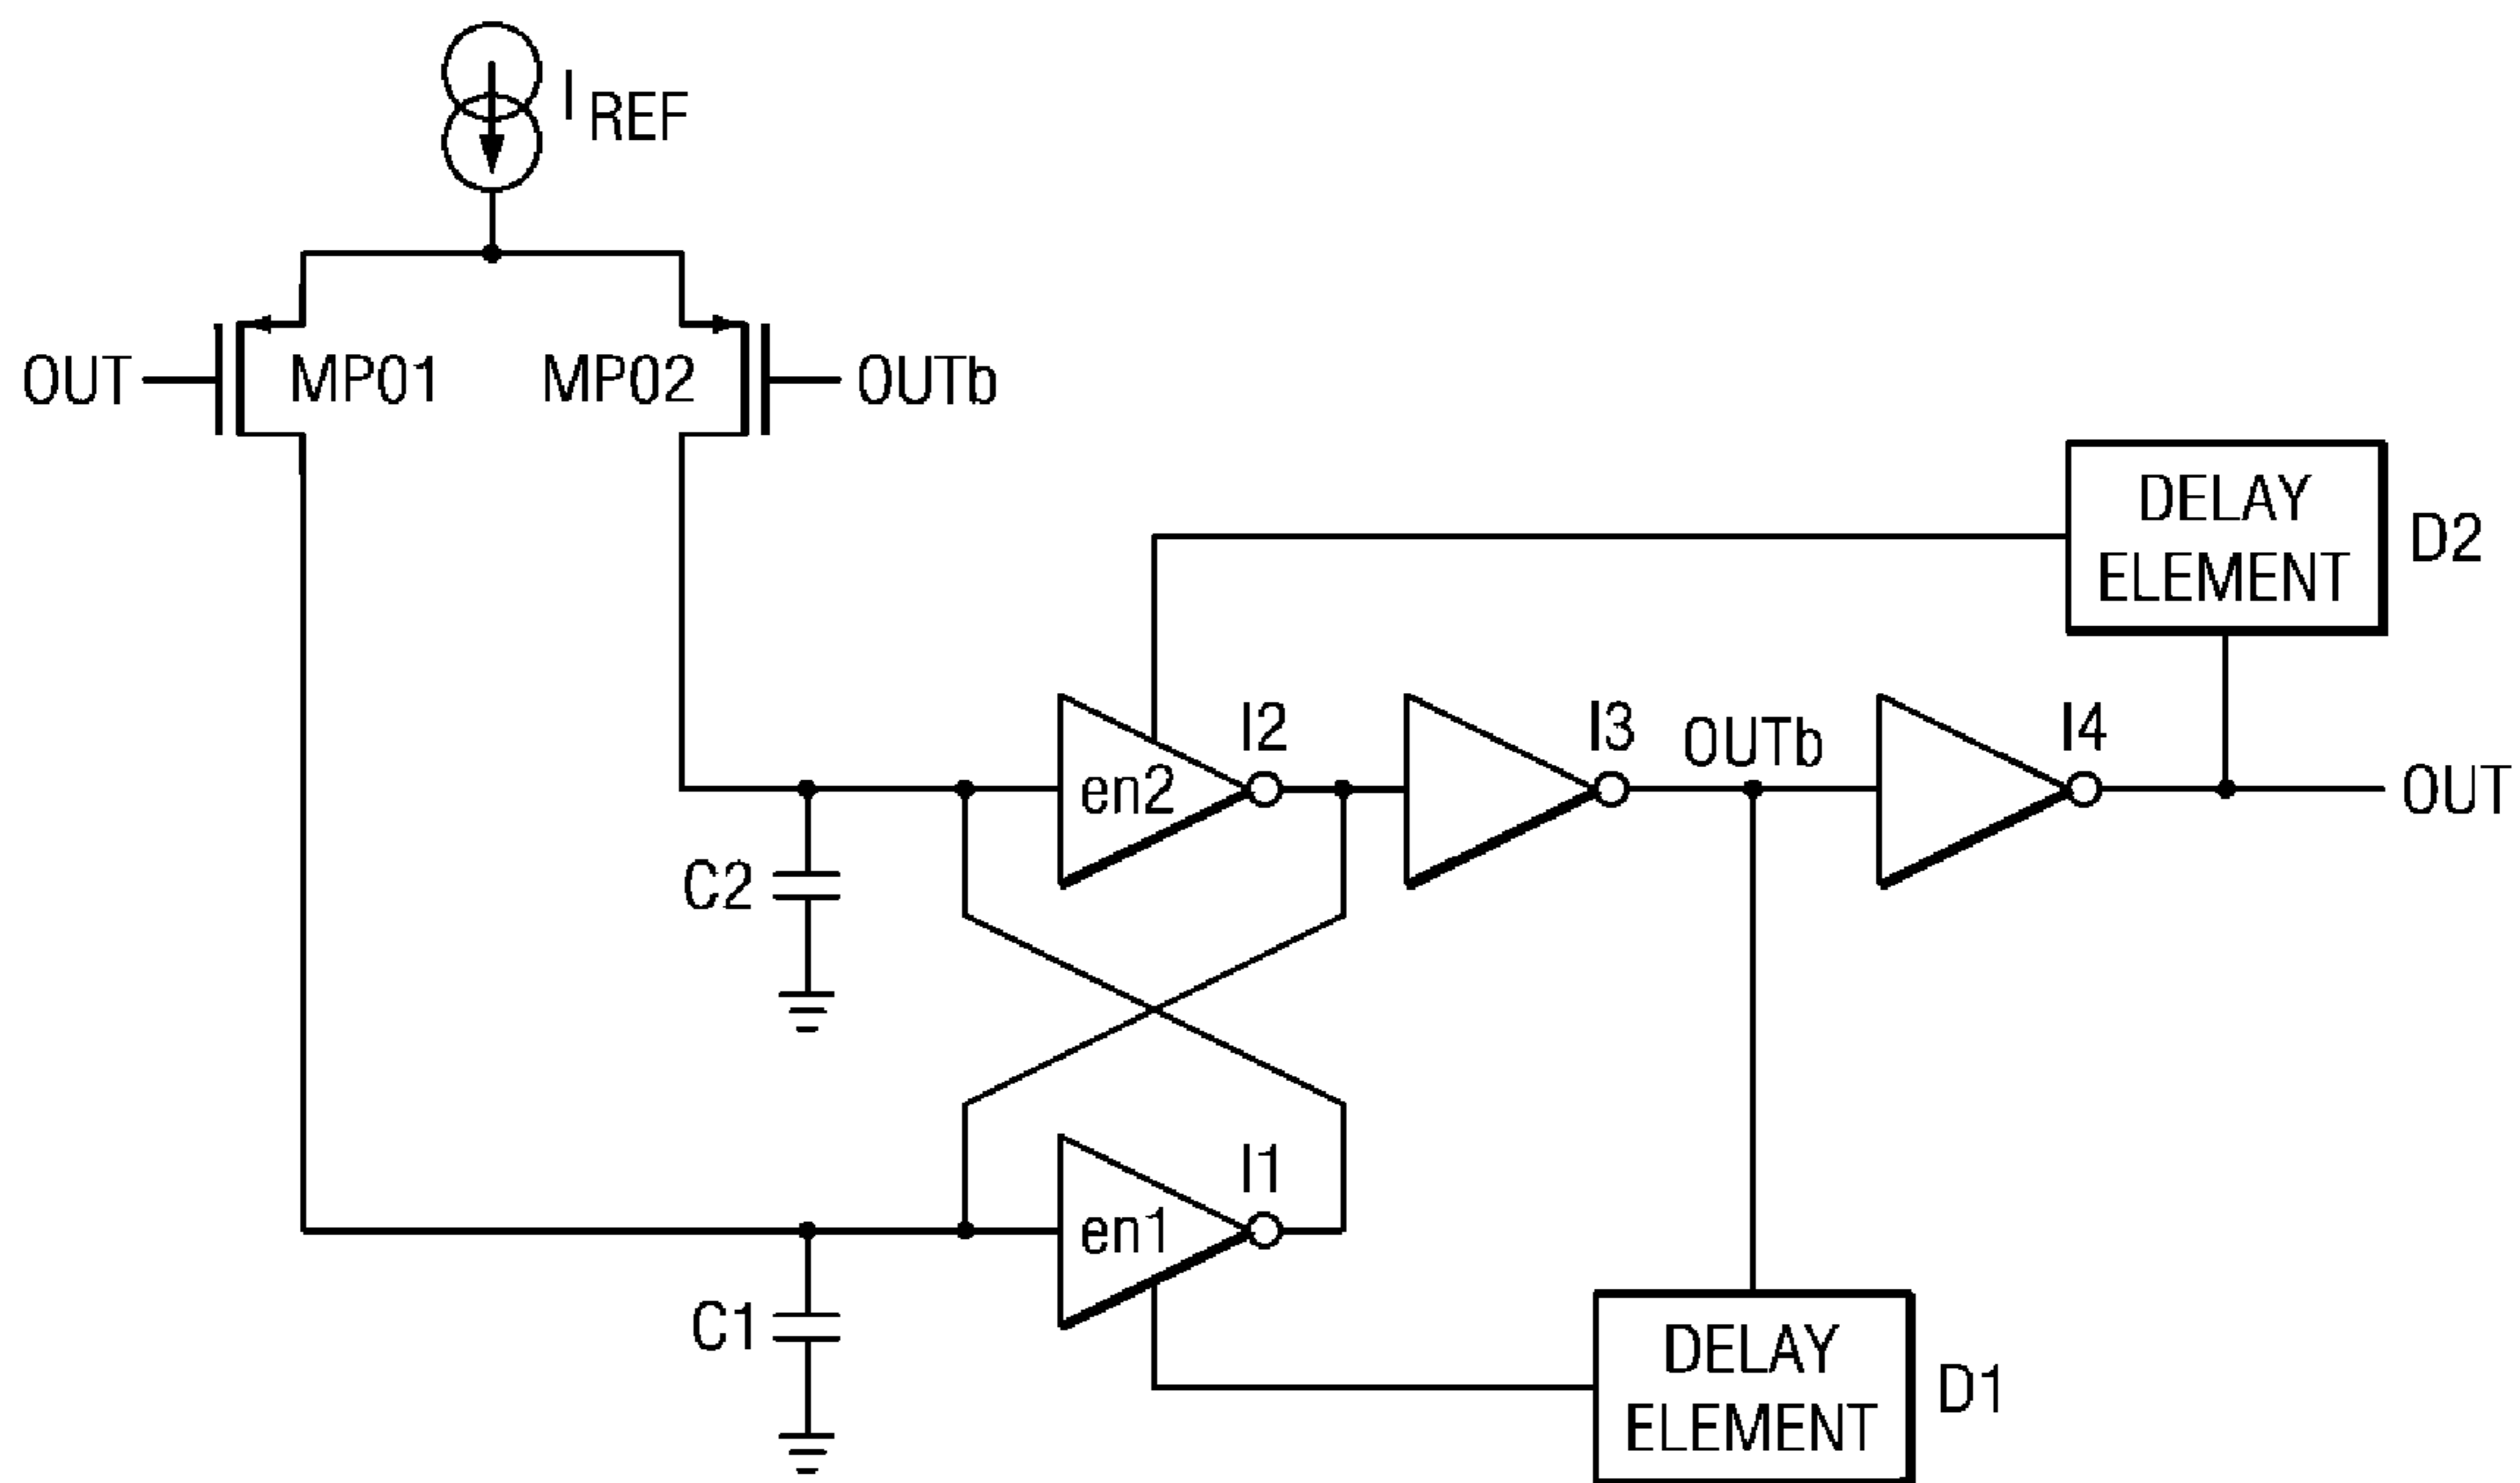 I REF
OUT
MP01
MP02
OUTb
DELAY
ELEMENT
D2
I2
en2
I3
OUTb
I4
OUT
C2
I1
en1
C1
DELAY
ELEMENT
D1